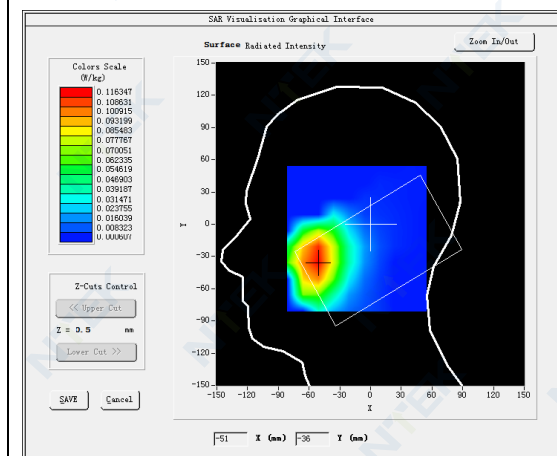 SAR Visualisation Graphical Interface
Surface Radiated Intensity
Zoom In/Out
Colors Scale
(W/kg)
0.116347
0.108631
0.100915
0.093199
0.085483
0.077767
0.070051
0.062335
0.054619
0.046903
0.039187
0.031471
0.023755
0.016039
0.008323
0.000607
Z-Cuts Control
<< Upper Cut
Z = 3.5 mm
Lower Cut >>
SAVE
Cancel
150
120
90
60
30
0
-30
-60
-90
-120
-150
Y
-150 -120 -90 -60 -30 0 30 60 90 120 150
X
-51 X (mm) -36 Y (mm)
NTEK